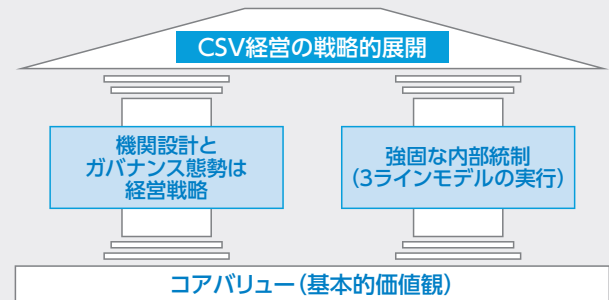 CSV経営の戦略的展開
機関設計と
ガバナンス態勢は
経営戦略
強固な内部統制
(3ラインモデルの実行)
コアバリュー(基本的価値観)